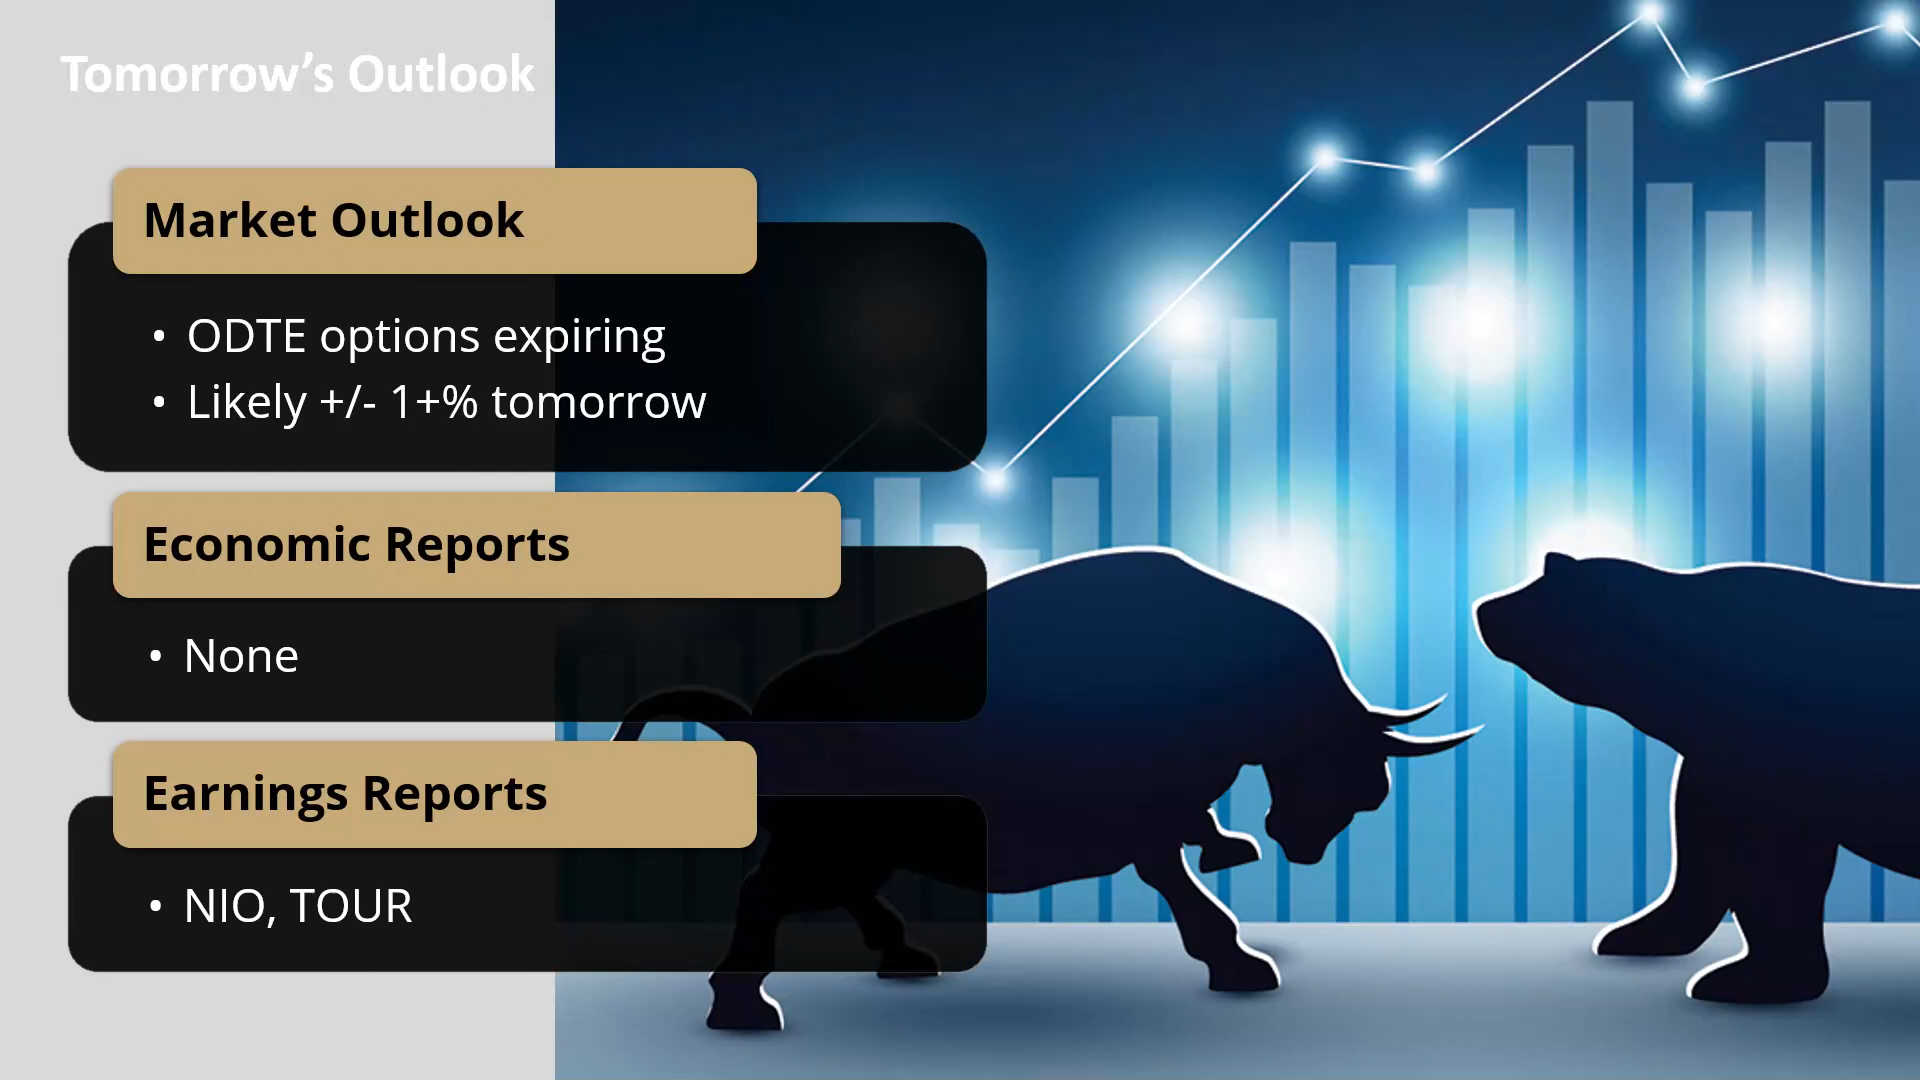 Tomorrow’s Outlook
Market Outlook
• ODTE options expiring
• Likely +/- 1+% tomorrow
Economic Reports
• None
Earnings Reports
• NIO, TOUR